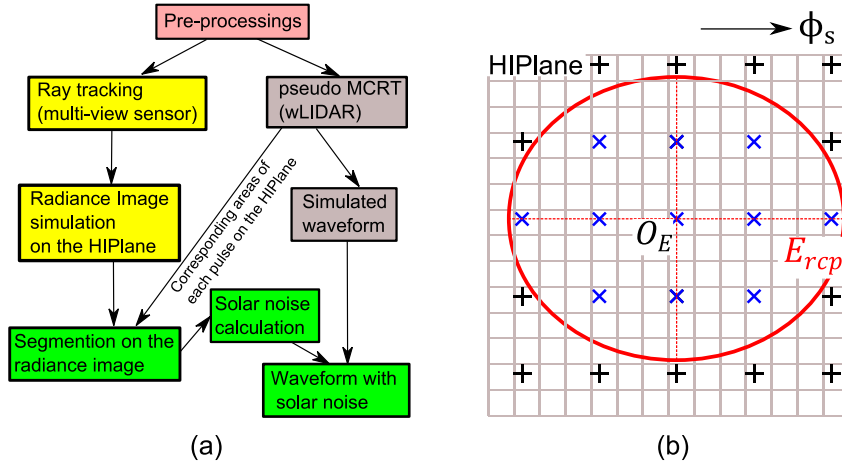 Pre-processings
Ray tracking
(multi-view sensor)
pseudo MCRT
(wLIDAR)
Radiance Image
simulation
on the HIPlane
Corresponding areas of
each pulse on the HIPlane
Simulated
waveform
Solar noise
calculation
Segmention on the
radiance image
Waveform with
solar noise
(a)
ϕs
HIPlane
OE
Ercp
(b)